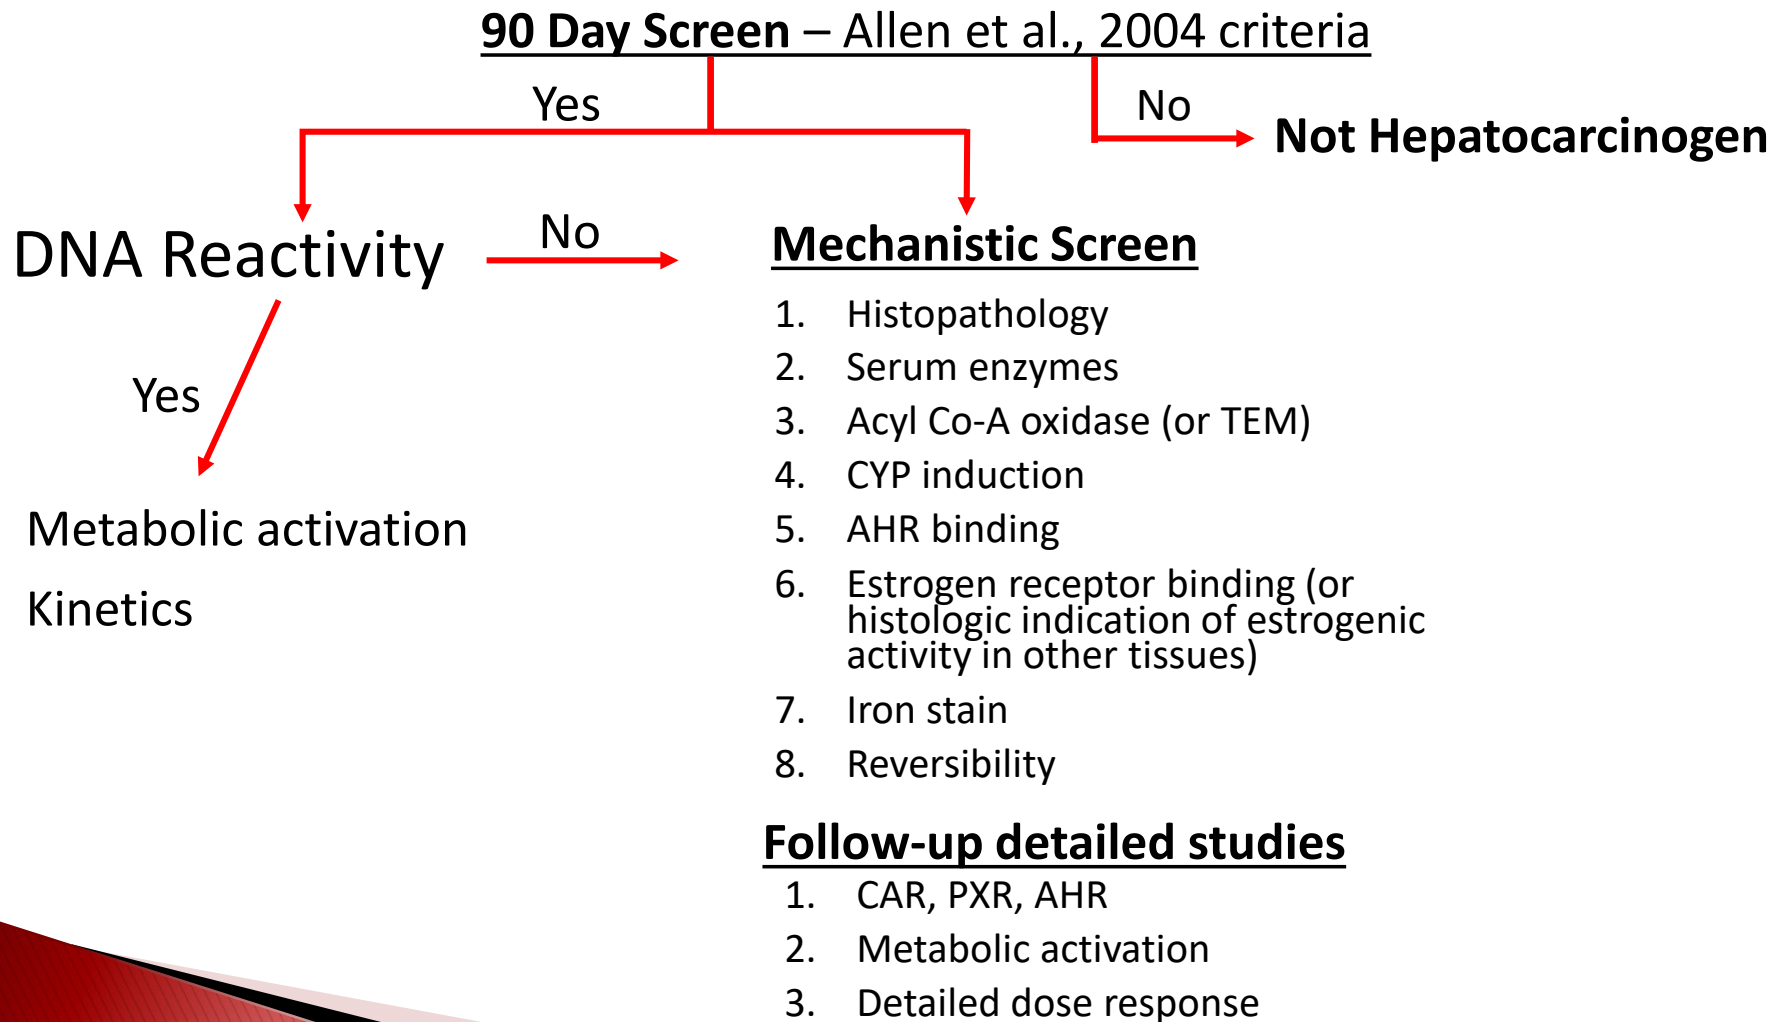 90 Day Screen – Allen et al., 2004 criteria
Yes
No
Not Hepatocarcinogen
DNA Reactivity
No
Mechanistic Screen
1. Histopathology
2. Serum enzymes
3. Acyl Co-A oxidase (or TEM)
Yes
4. CYP induction
Metabolic activation
5. AHR binding
6. Estrogen receptor binding (or
histologic indication of estrogenic
activity in other tissues)
Kinetics
7. Iron stain
8. Reversibility
Follow-up detailed studies
1. CAR, PXR, AHR
2. Metabolic activation
3. Detailed dose response